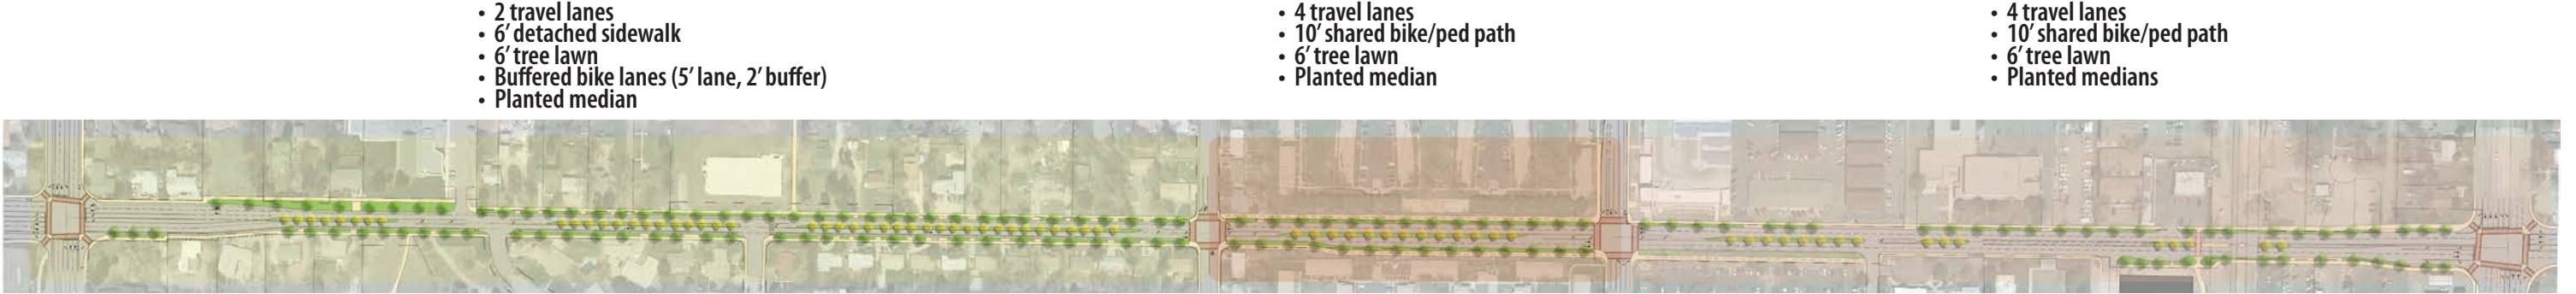 • 2 travel lanes
• 6’ detached sidewalk
• 6’ tree lawn
• Buffered bike lanes (5’ lane, 2’ buffer)
• Planted median
• 4 travel lanes
• 10’ shared bike/ped path
• 6’ tree lawn
• Planted median
• 4 travel lanes
• 10’ shared bike/ped path
• 6’ tree lawn
• Planted medians